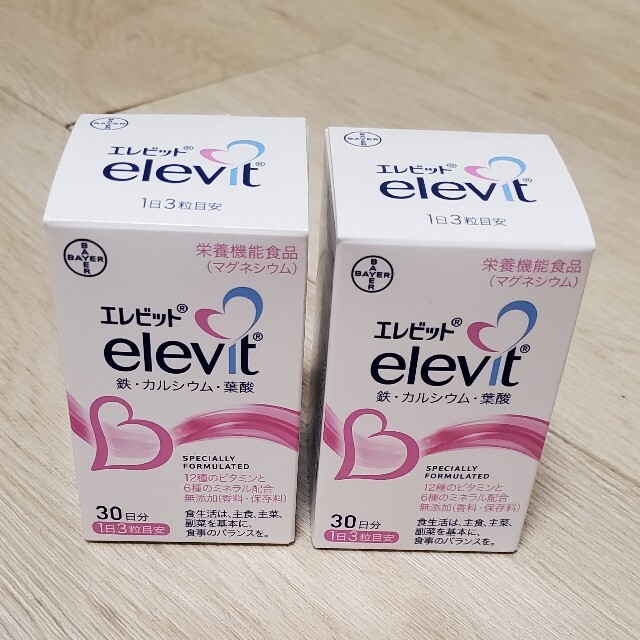 BAYER
エレビット®
elevit®
1日3粒目安
BAYER
栄養機能食品
(マグネシウム)
エレビット®
elevit®
鉄・カルシウム・葉酸
SPECIALLY
FORMULATED
12種のビタミンと
6種のミネラル配合
無添加(香料・保存料)
30日分
1日3粒目安
食生活は、主食、主菜、
副菜を基本に、
食事のバランスを。
BAYER
エレビット®
elevit®
1日3粒目安
BAYER
栄養機能食品
(マグネシウム)
エレビット®
elevit®
鉄・カルシウム・葉酸
SPECIALLY
FORMULATED
12種のビタミンと
6種のミネラル配合
無添加(香料・保存料)
30日分
1日3粒目安
食生活は、主食、主菜、
副菜を基本に、
食事のバランスを。